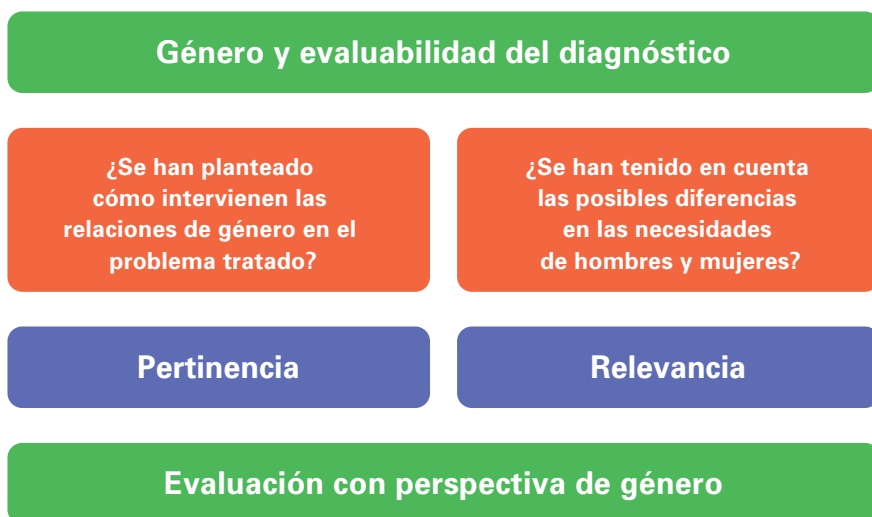 Género y evaluabilidad del diagnóstico
¿Se han planteado
cómo intervienen las
relaciones de género en el
problema tratado?
¿Se han tenido en cuenta
las posibles diferencias
en las necesidades
de hombres y mujeres?
Pertinencia
Relevancia
Evaluación con perspectiva de género